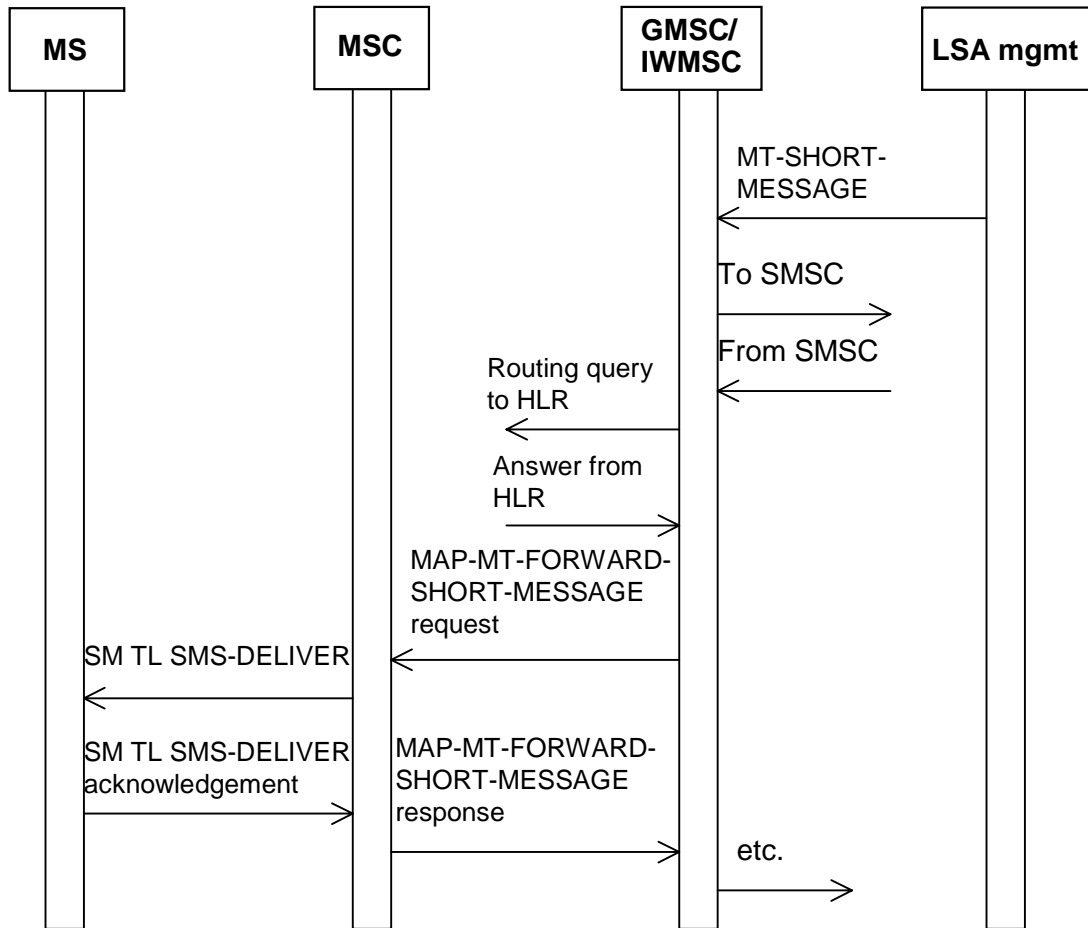 MS
MSC
GMSC/
IWMSC
LSA mgmt
MT-SHORT-
MESSAGE
To SMSC
From SMSC
Routing query
to HLR
Answer from
HLR
MAP-MT-FORWARD-
SHORT-MESSAGE
request
SM TL SMS-DELIVER
SM TL SMS-DELIVER
acknowledgement
MAP-MT-FORWARD-
SHORT-MESSAGE
response
etc.